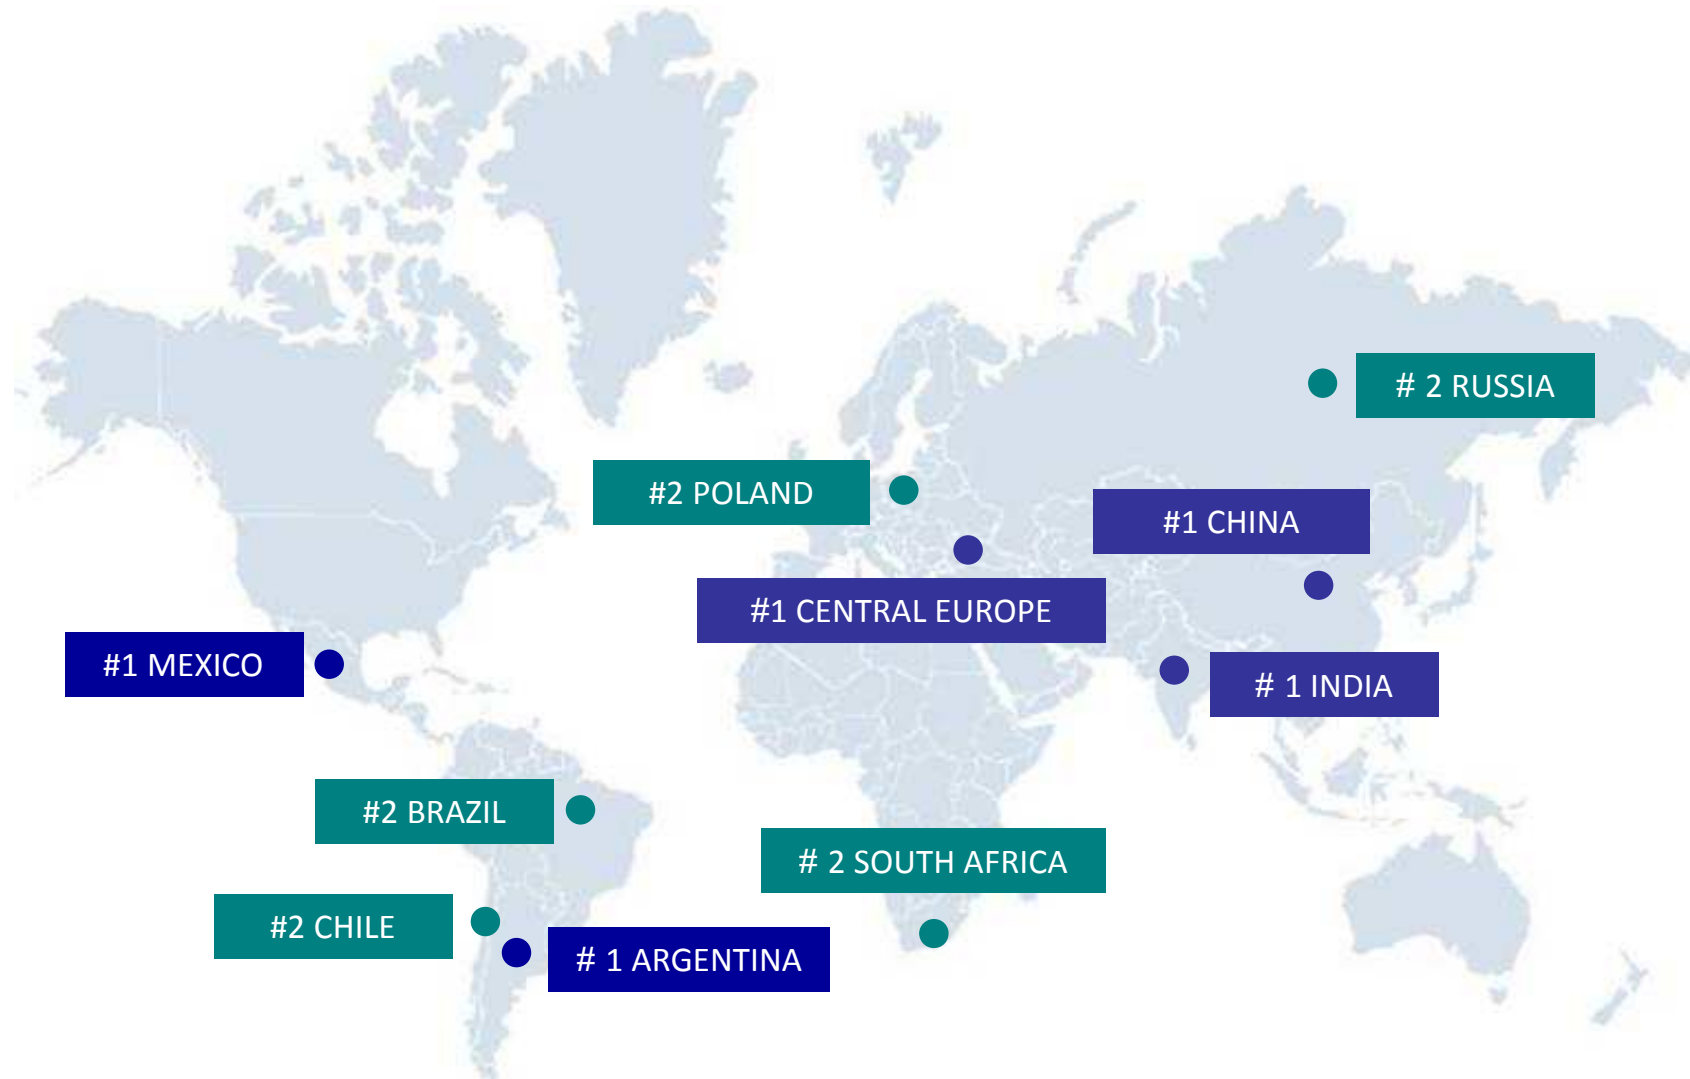 # 2 RUSSIA
#2 POLAND
#1 CHINA
#1 CENTRAL EUROPE
#1 MEXICO
# 1 INDIA
#2 BRAZIL
# 2 SOUTH AFRICA
#2 CHILE
# 1 ARGENTINA